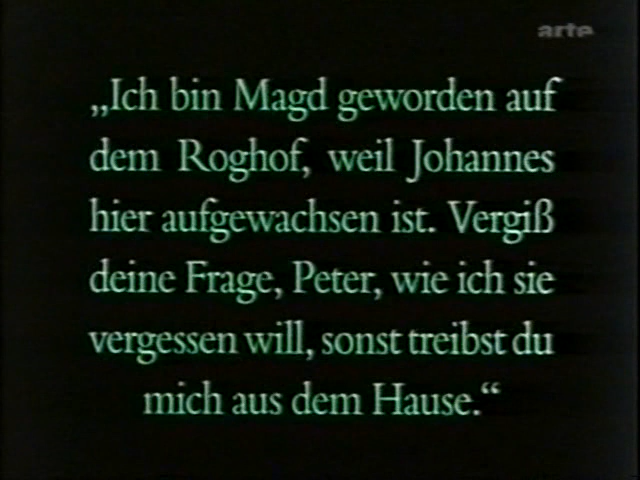 arte
„Ich bin Magd geworden auf
dem Roghof, weil Johannes
hier aufgewachsen ist. Vergiß
deine Frage, Peter, wie ich sie
vergessen will, sonst treibst du
mich aus dem Hause.“